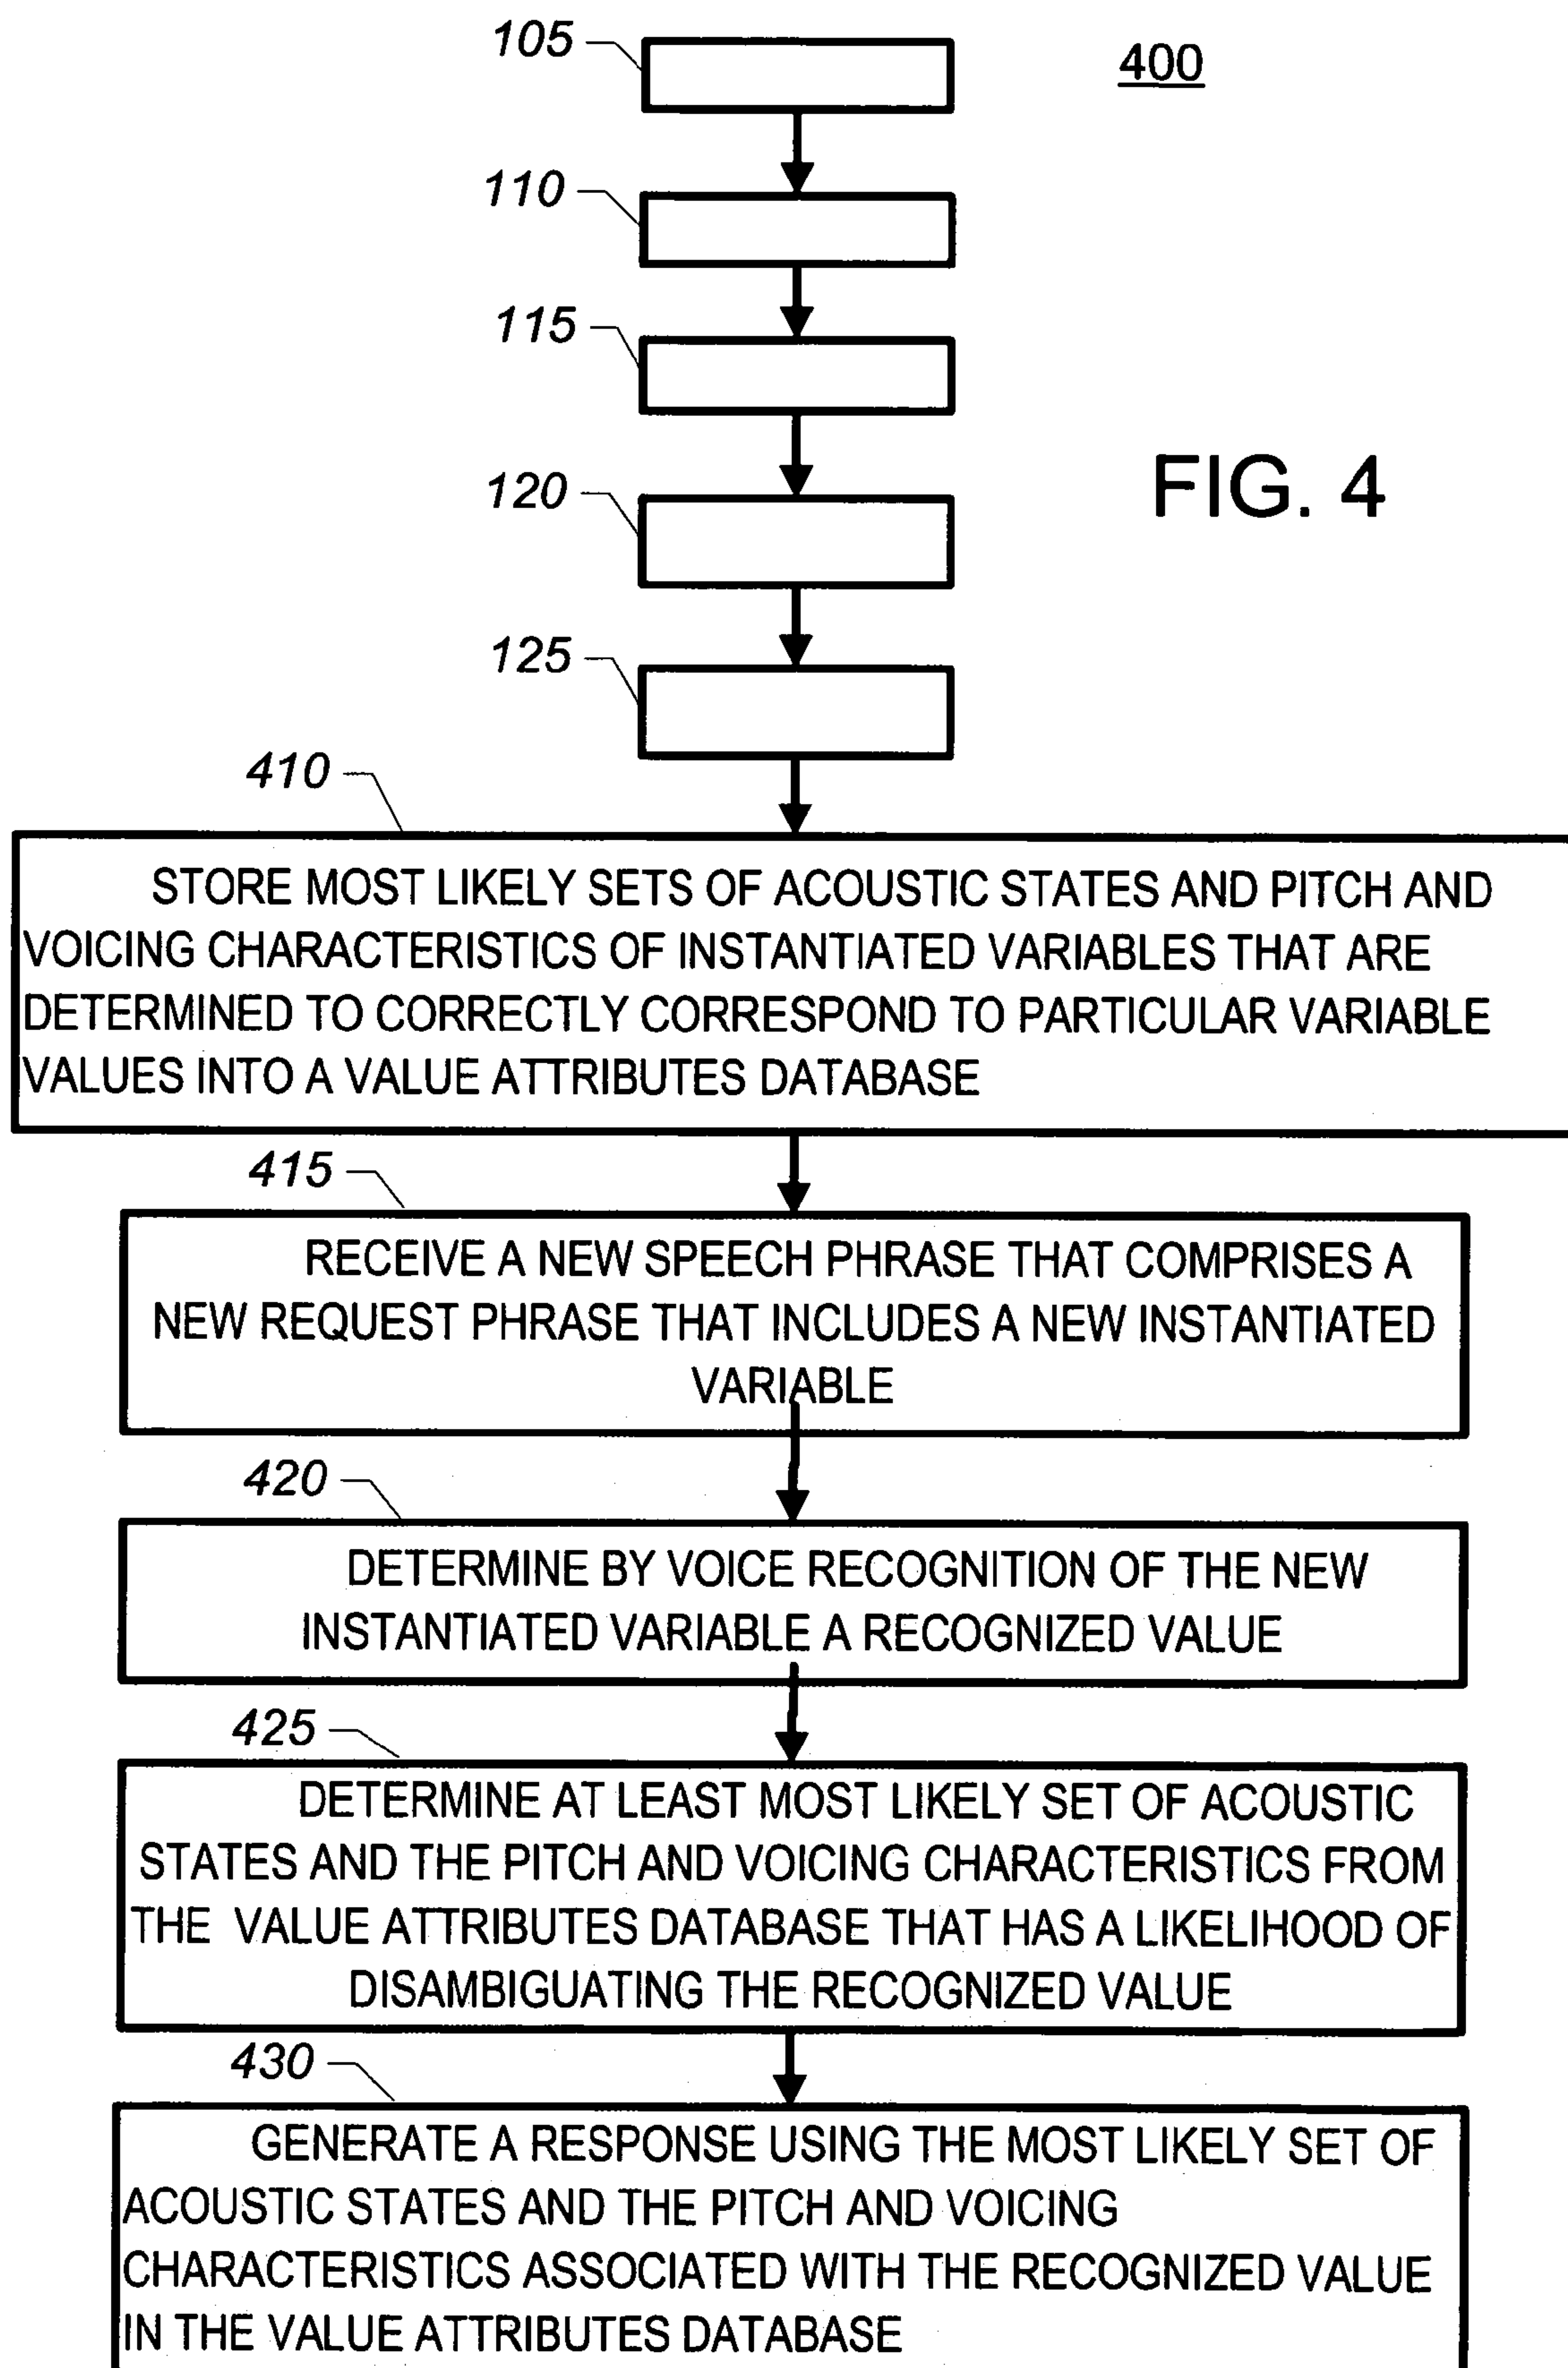 105
400
110
115
FIG. 4
120
125
410
STORE MOST LIKELY SETS OF ACOUSTIC STATES AND PITCH AND
VOICING CHARACTERISTICS OF INSTANTIATED VARIABLES THAT ARE
DETERMINED TO CORRECTLY CORRESPOND TO PARTICULAR VARIABLE
VALUES INTO A VALUE ATTRIBUTES DATABASE
415
RECEIVE A NEW SPEECH PHRASE THAT COMPRISES A
NEW REQUEST PHRASE THAT INCLUDES A NEW INSTANTIATED
VARIABLE
420
DETERMINE BY VOICE RECOGNITION OF THE NEW
INSTANTIATED VARIABLE A RECOGNIZED VALUE
425
DETERMINE AT LEAST MOST LIKELY SET OF ACOUSTIC
STATES AND THE PITCH AND VOICING CHARACTERISTICS FROM
THE VALUE ATTRIBUTES DATABASE THAT HAS A LIKELIHOOD OF
DISAMBIGUATING THE RECOGNIZED VALUE
430
GENERATE A RESPONSE USING THE MOST LIKELY SET OF
ACOUSTIC STATES AND THE PITCH AND VOICING
CHARACTERISTICS ASSOCIATED WITH THE RECOGNIZED VALUE
IN THE VALUE ATTRIBUTES DATABASE